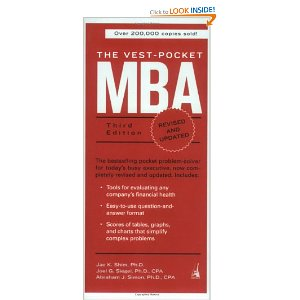 Click to
LOOK INSIDE!
Over 200,000 copies sold!
THE VEST-POCKET
MBA
Third
Edition
REVISED
AND
UPDATED
The bestselling pocket problem-solver
for today's busy executive, now com-
pletely revised and updated. Includes:
• Tools for evaluating any
company's financial health
• Easy-to-use question-and-
answer format
• Scores of tables, graphs,
and charts that simplify
complex problems
Jae K. Shim, Ph.D.
Joel G. Siegel, Ph.D., CPA
Abraham J. Simon, Ph.D., CPA